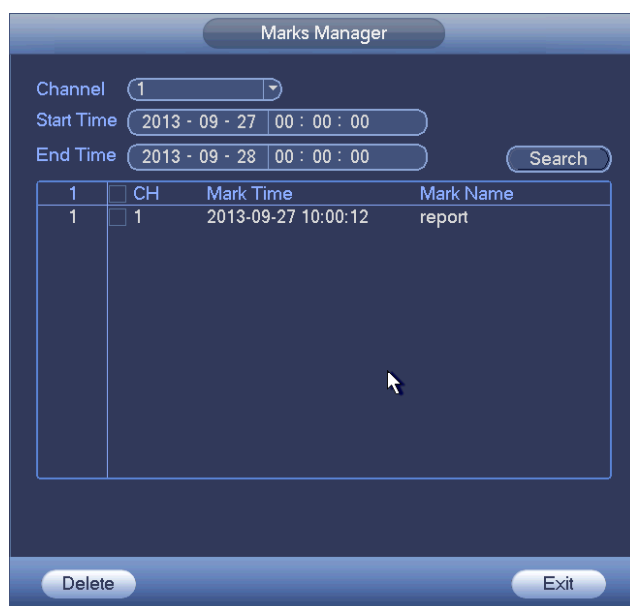 Marks Manager
Channel 1
Start Time 2013 - 09 - 27 00 : 00 : 00
End Time 2013 - 09 - 28 00 : 00 : 00 Search
1 CH Mark Time Mark Name
1 1 2013-09-27 10:00:12 report
Delete Exit